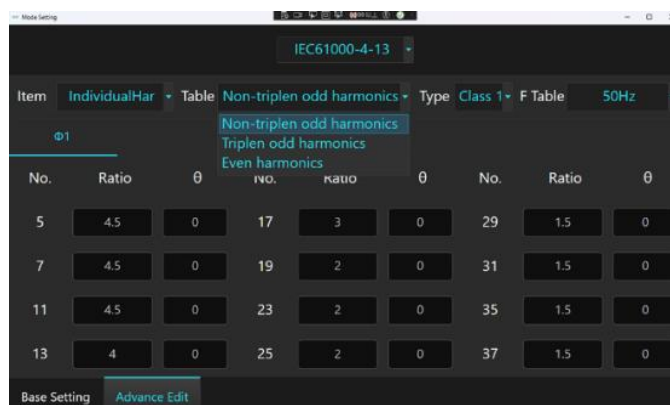 Mode Setting
IEC61000-4-13
Item IndividualHar Table Non-triplen odd harmonics Type Class 1 F Table 50Hz
Non-triplen odd harmonics
Φ1
Triplen odd harmonics
Even harmonics
No. Ratio θ No. Ratio θ No. Ratio θ
5 4.5 0 17 3 0 29 1.5 0
7 4.5 0 19 2 0 31 1.5 0
11 4.5 0 23 2 0 35 1.5 0
13 4 0 25 2 0 37 1.5 0
Base Setting Advance Edit